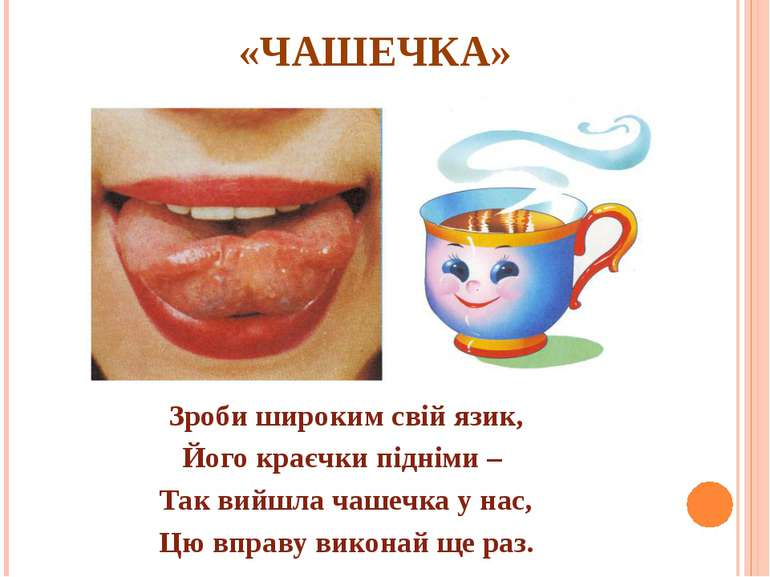 «ЧАШЕЧКА»
Зроби широким свій язик,
Його краєчки підніми –
Так вийшла чашечка у нас,
Цю вправу виконай ще раз.